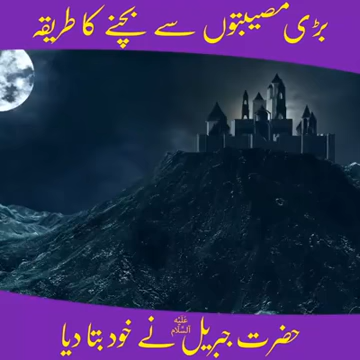 بڑی مصیبتوں سے بچنے کا طریقہ
حضرت جبریل علیہ السلام نے خود بتا دیا